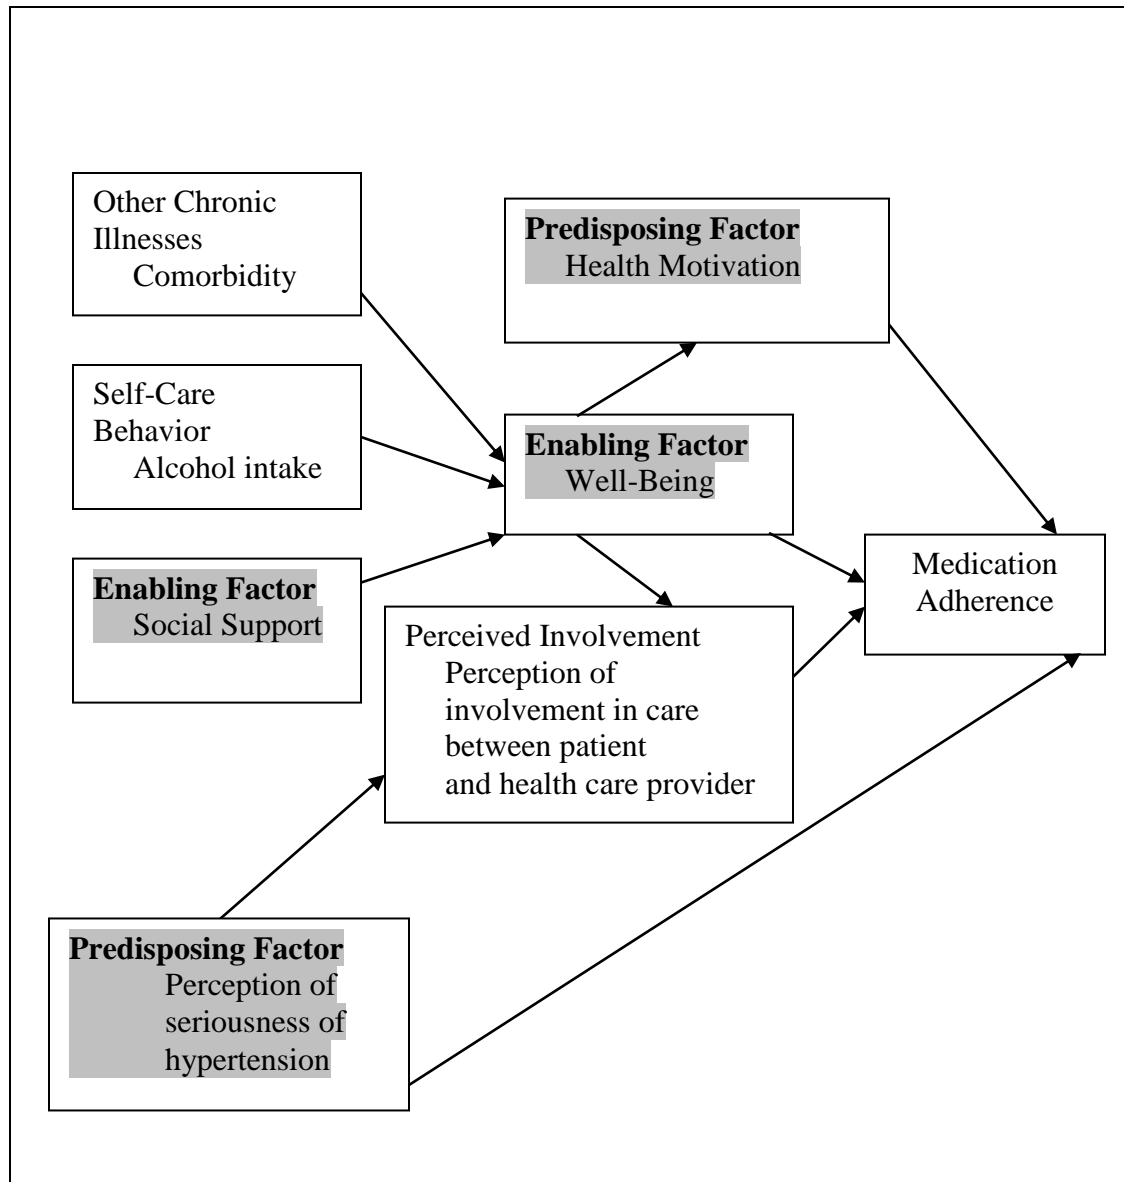 Other Chronic
Illnesses
Comorbidity
Predisposing Factor
Health Motivation
Self-Care
Behavior
Alcohol intake
Enabling Factor
Well-Being
Enabling Factor
Social Support
Medication
Adherence
Perceived Involvement
Perception of
involvement in care
between patient
and health care provider
Predisposing Factor
Perception of
seriousness of
hypertension